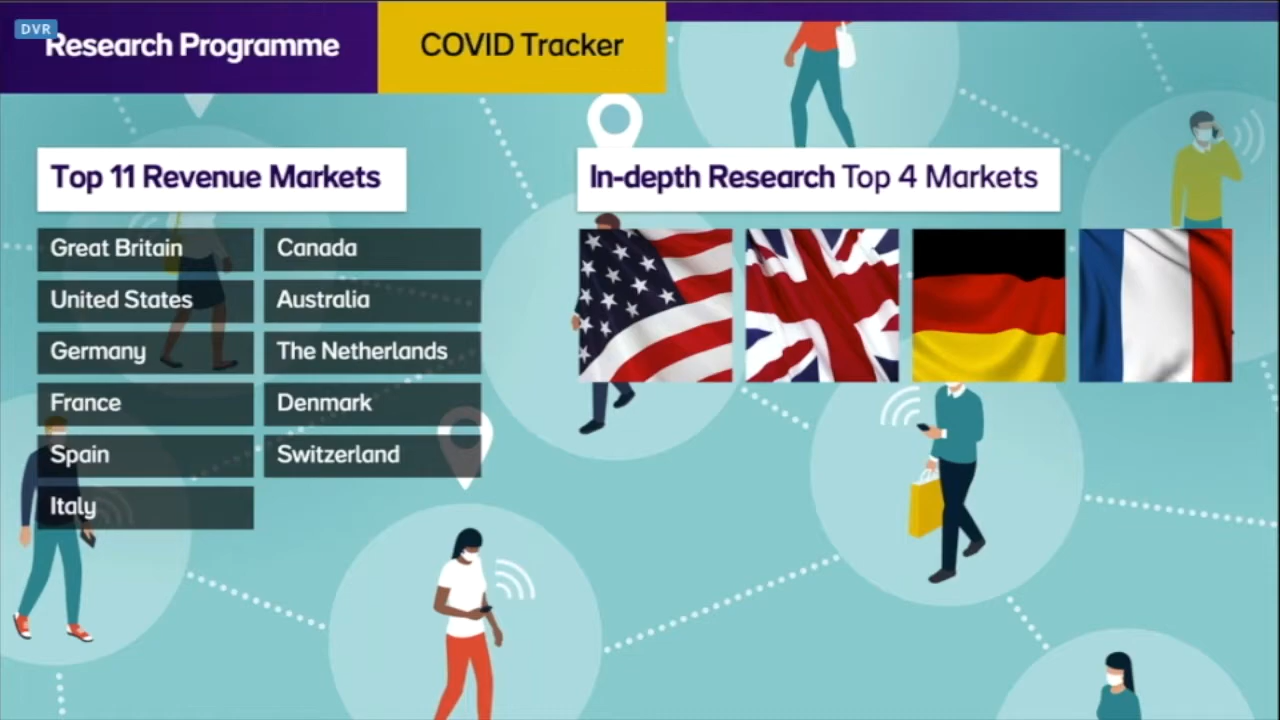 DVR
Research Programme
COVID Tracker
Top 11 Revenue Markets
Great Britain
United States
Germany
France
Spain
Italy
Canada
Australia
The Netherlands
Denmark
Switzerland
In-depth Research Top 4 Markets